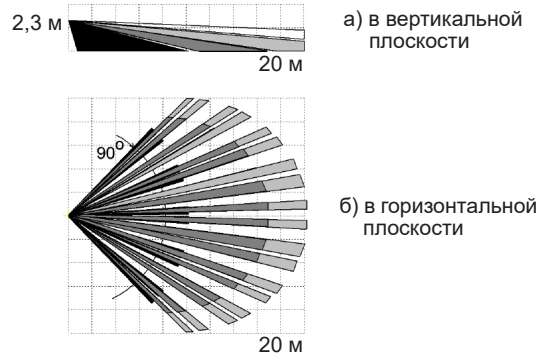 2,3 м
20 м
а) в вертикальной
плоскости
90°
20 м
б) в горизонтальной
плоскости